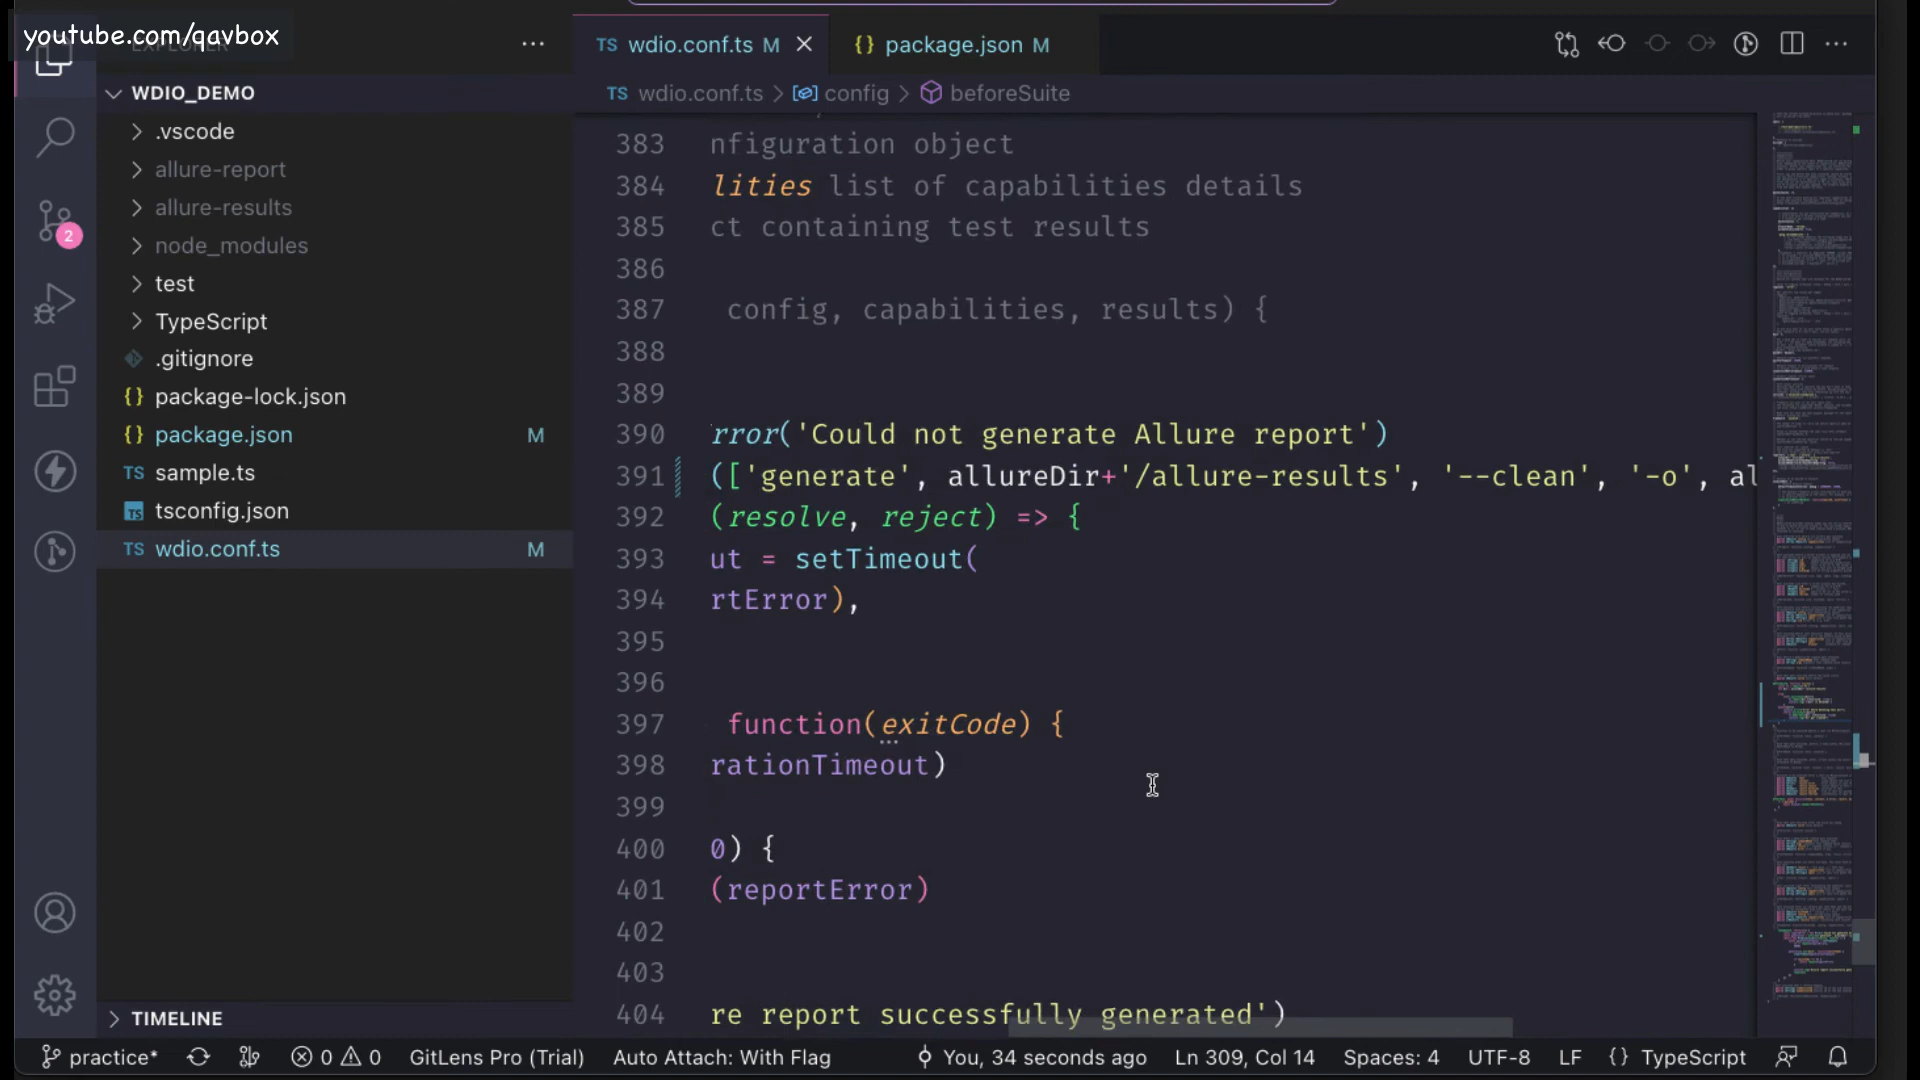 youtube.com/qavbox
wdio.conf.ts M
package.json M
WDIO_DEMO
.vscode
allure-report
allure-results
node_modules
test
TypeScript
.gitignore
package-lock.json
package.json M
sample.ts
tsconfig.json
wdio.conf.ts M
TIMELINE
2
TS wdio.conf.ts > config > beforeSuite
383 nfiguration object
384 lities list of capabilities details
385 ct containing test results
386
387 config, capabilities, results) {
388
389
390 rror('Could not generate Allure report')
391 (['generate', allureDir+'/allure-results', '--clean', '-o', al
392 (resolve, reject) => {
393 ut = setTimeout(
394 rtError),
395
396
397 function(exitCode) {
398 rationTimeout)
399
400 0) {
401 (reportError)
402
403
404 re report successfully generated')
practice* 0 0 GitLens Pro (Trial) Auto Attach: With Flag You, 34 seconds ago Ln 309, Col 14 Spaces: 4 UTF-8 LF {} TypeScript